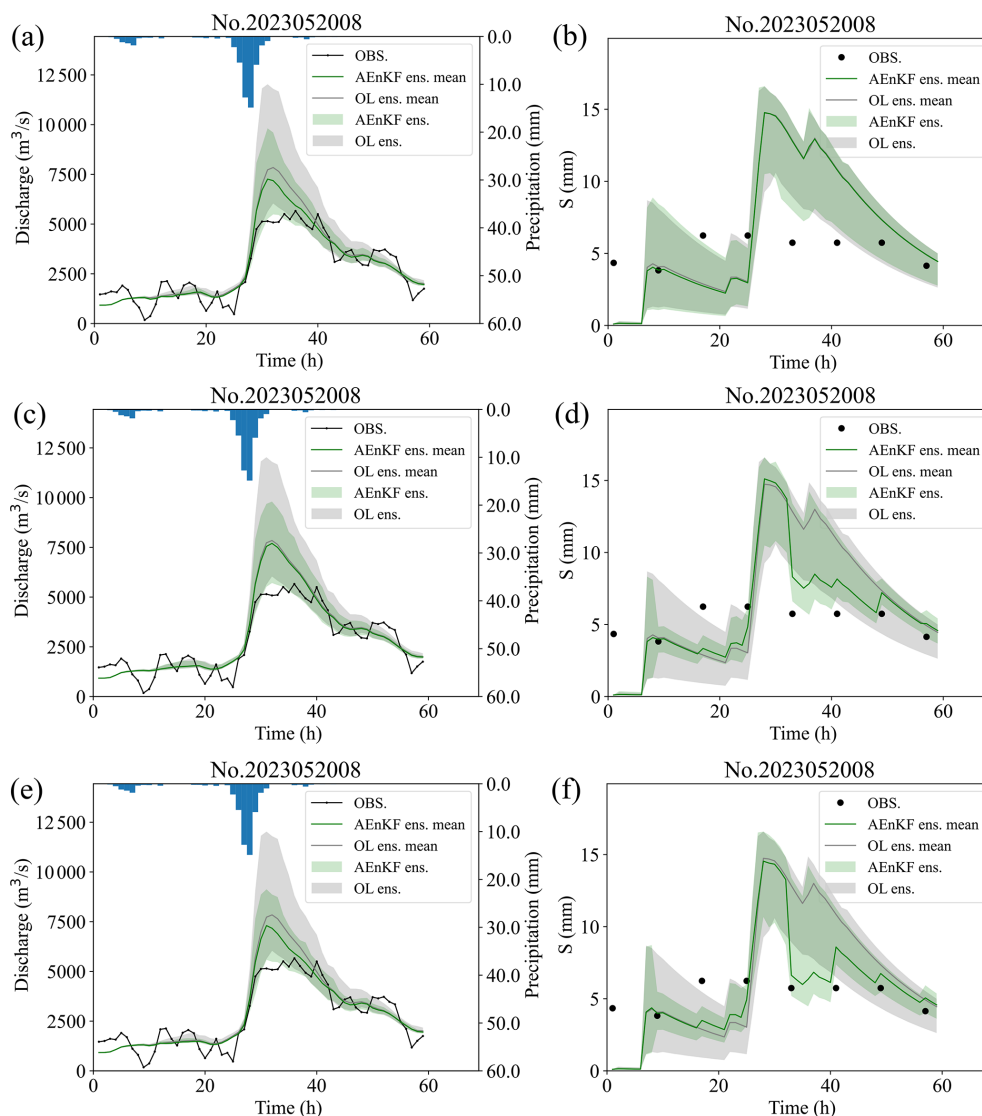 (a)
No.2023052008
OBS.
AEnKF ens. mean
OL ens. mean
AEnKF ens.
OL ens.
12 500
10 000
7500
5000
2500
0
Discharge (m³/s)
0.0
10.0
20.0
30.0
40.0
50.0
60.0
Precipitation (mm)
0 20 40 60
Time (h)
(b)
No.2023052008
OBS.
AEnKF ens. mean
OL ens. mean
AEnKF ens.
OL ens.
15
10
5
0
S (mm)
0 20 40 60
Time (h)
(c)
No.2023052008
OBS.
AEnKF ens. mean
OL ens. mean
AEnKF ens.
OL ens.
12 500
10 000
7500
5000
2500
0
Discharge (m³/s)
0.0
10.0
20.0
30.0
40.0
50.0
60.0
Precipitation (mm)
0 20 40 60
Time (h)
(d)
No.2023052008
OBS.
AEnKF ens. mean
OL ens. mean
AEnKF ens.
OL ens.
15
10
5
0
S (mm)
0 20 40 60
Time (h)
(e)
No.2023052008
OBS.
AEnKF ens. mean
OL ens. mean
AEnKF ens.
OL ens.
12 500
10 000
7500
5000
2500
0
Discharge (m³/s)
0.0
10.0
20.0
30.0
40.0
50.0
60.0
Precipitation (mm)
0 20 40 60
Time (h)
(f)
No.2023052008
OBS.
AEnKF ens. mean
OL ens. mean
AEnKF ens.
OL ens.
15
10
5
0
S (mm)
0 20 40 60
Time (h)